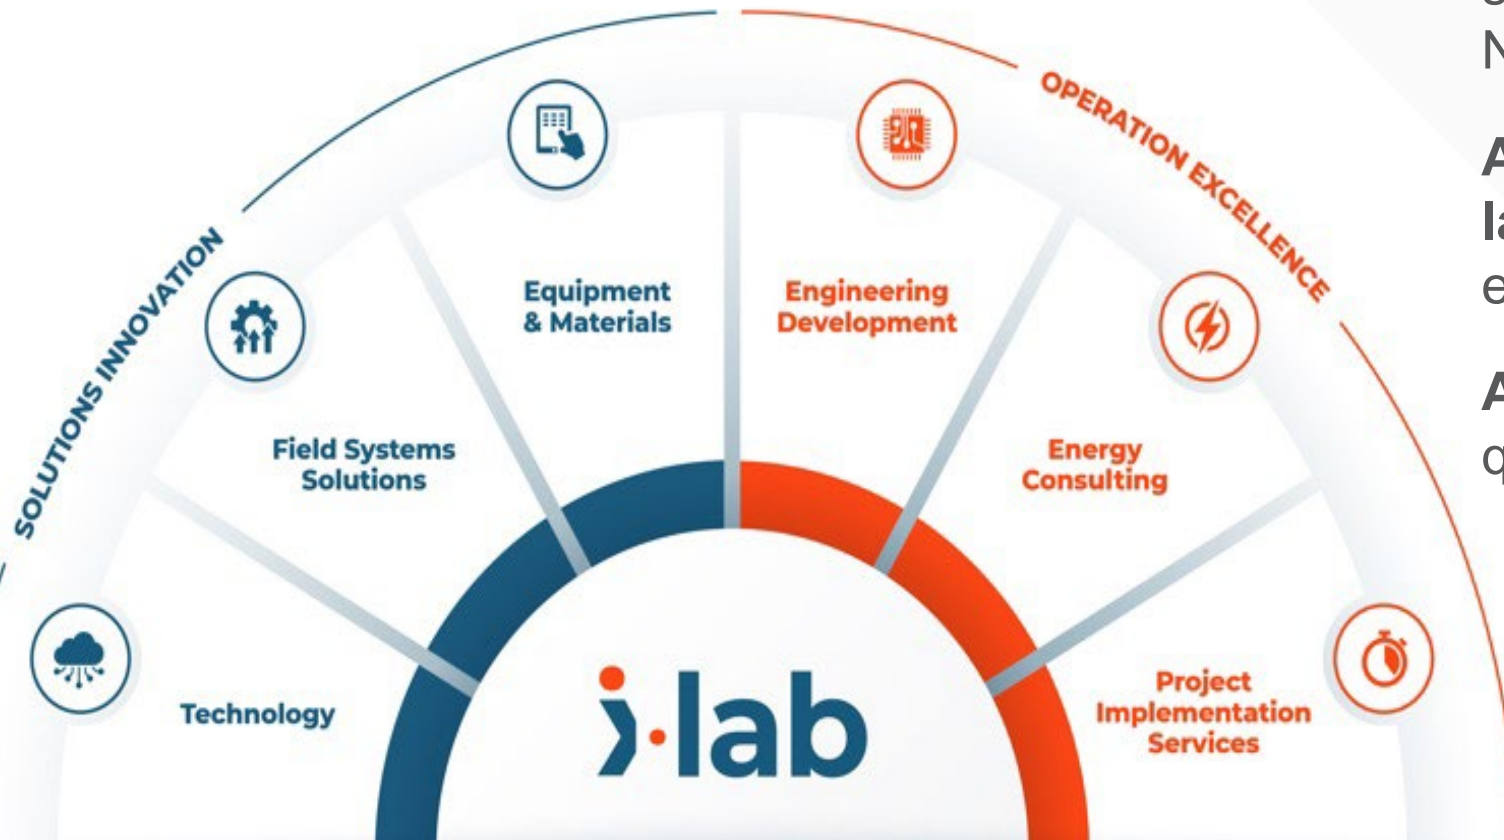 SOLUTIONS INNOVATION
OPERATION EXCELLENCE
Equipment
& Materials
Engineering
Development
Field Systems
Solutions
Energy
Consulting
Technology
Project
Implementation
Services
i·lab